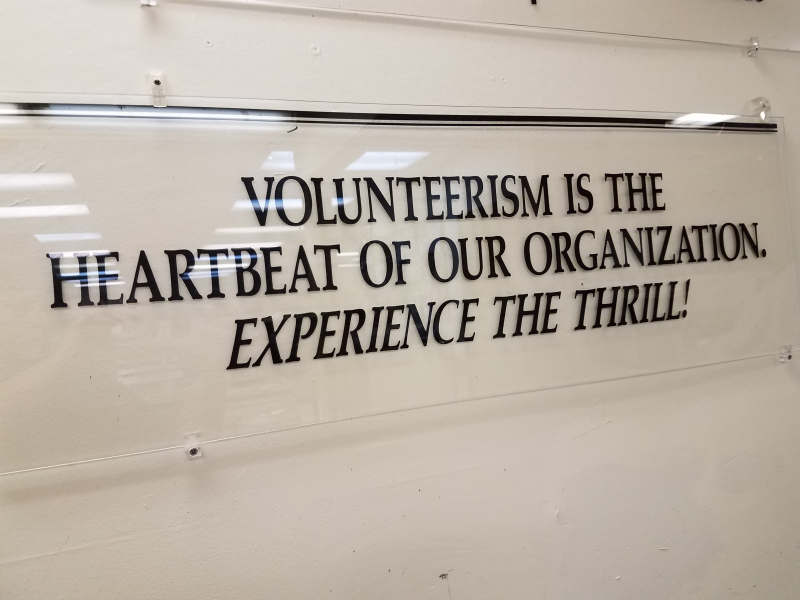 VOLUNTEERISM IS THE
HEARTBEAT OF OUR ORGANIZATION.
EXPERIENCE THE THRILL!